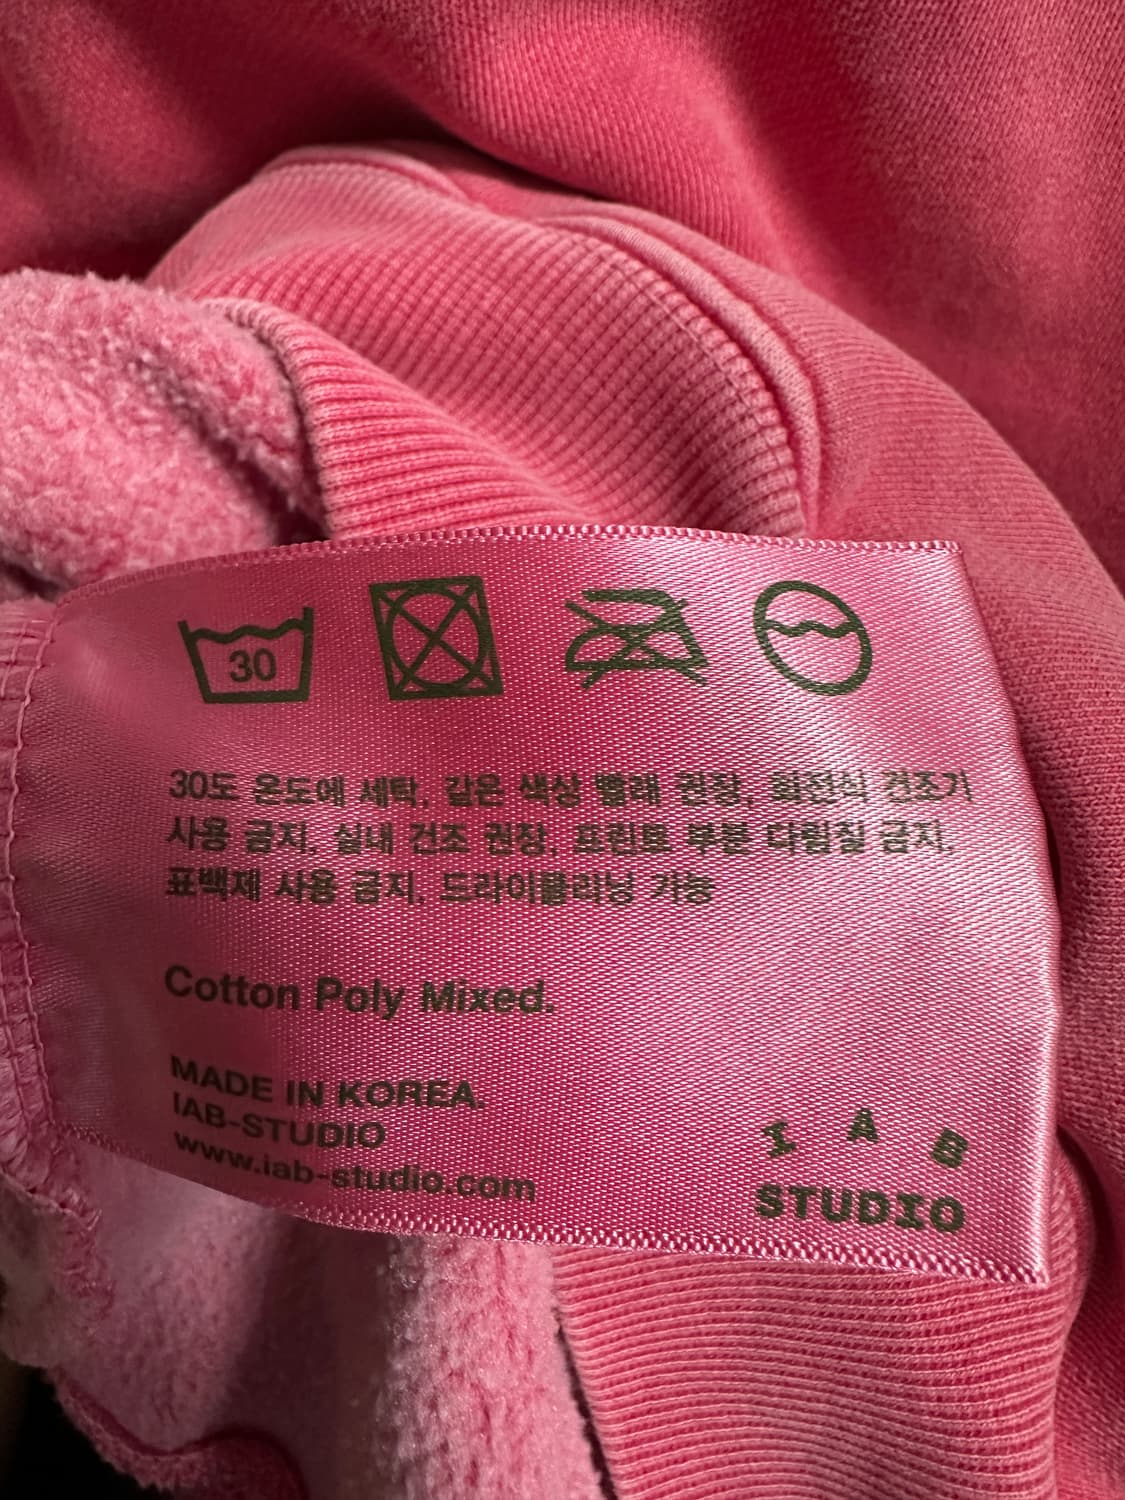 30
30도 온도에 세탁, 같은 색상 빨래 권장, 회전식 건조기
사용 금지, 실내 건조 권장, 프린트 부분 다림질 금지,
표백제 사용 금지, 드라이클리닝 가능
Cotton Poly Mixed.
MADE IN KOREA.
IAB-STUDIO
www.iab-studio.com
I A B
STUDIO